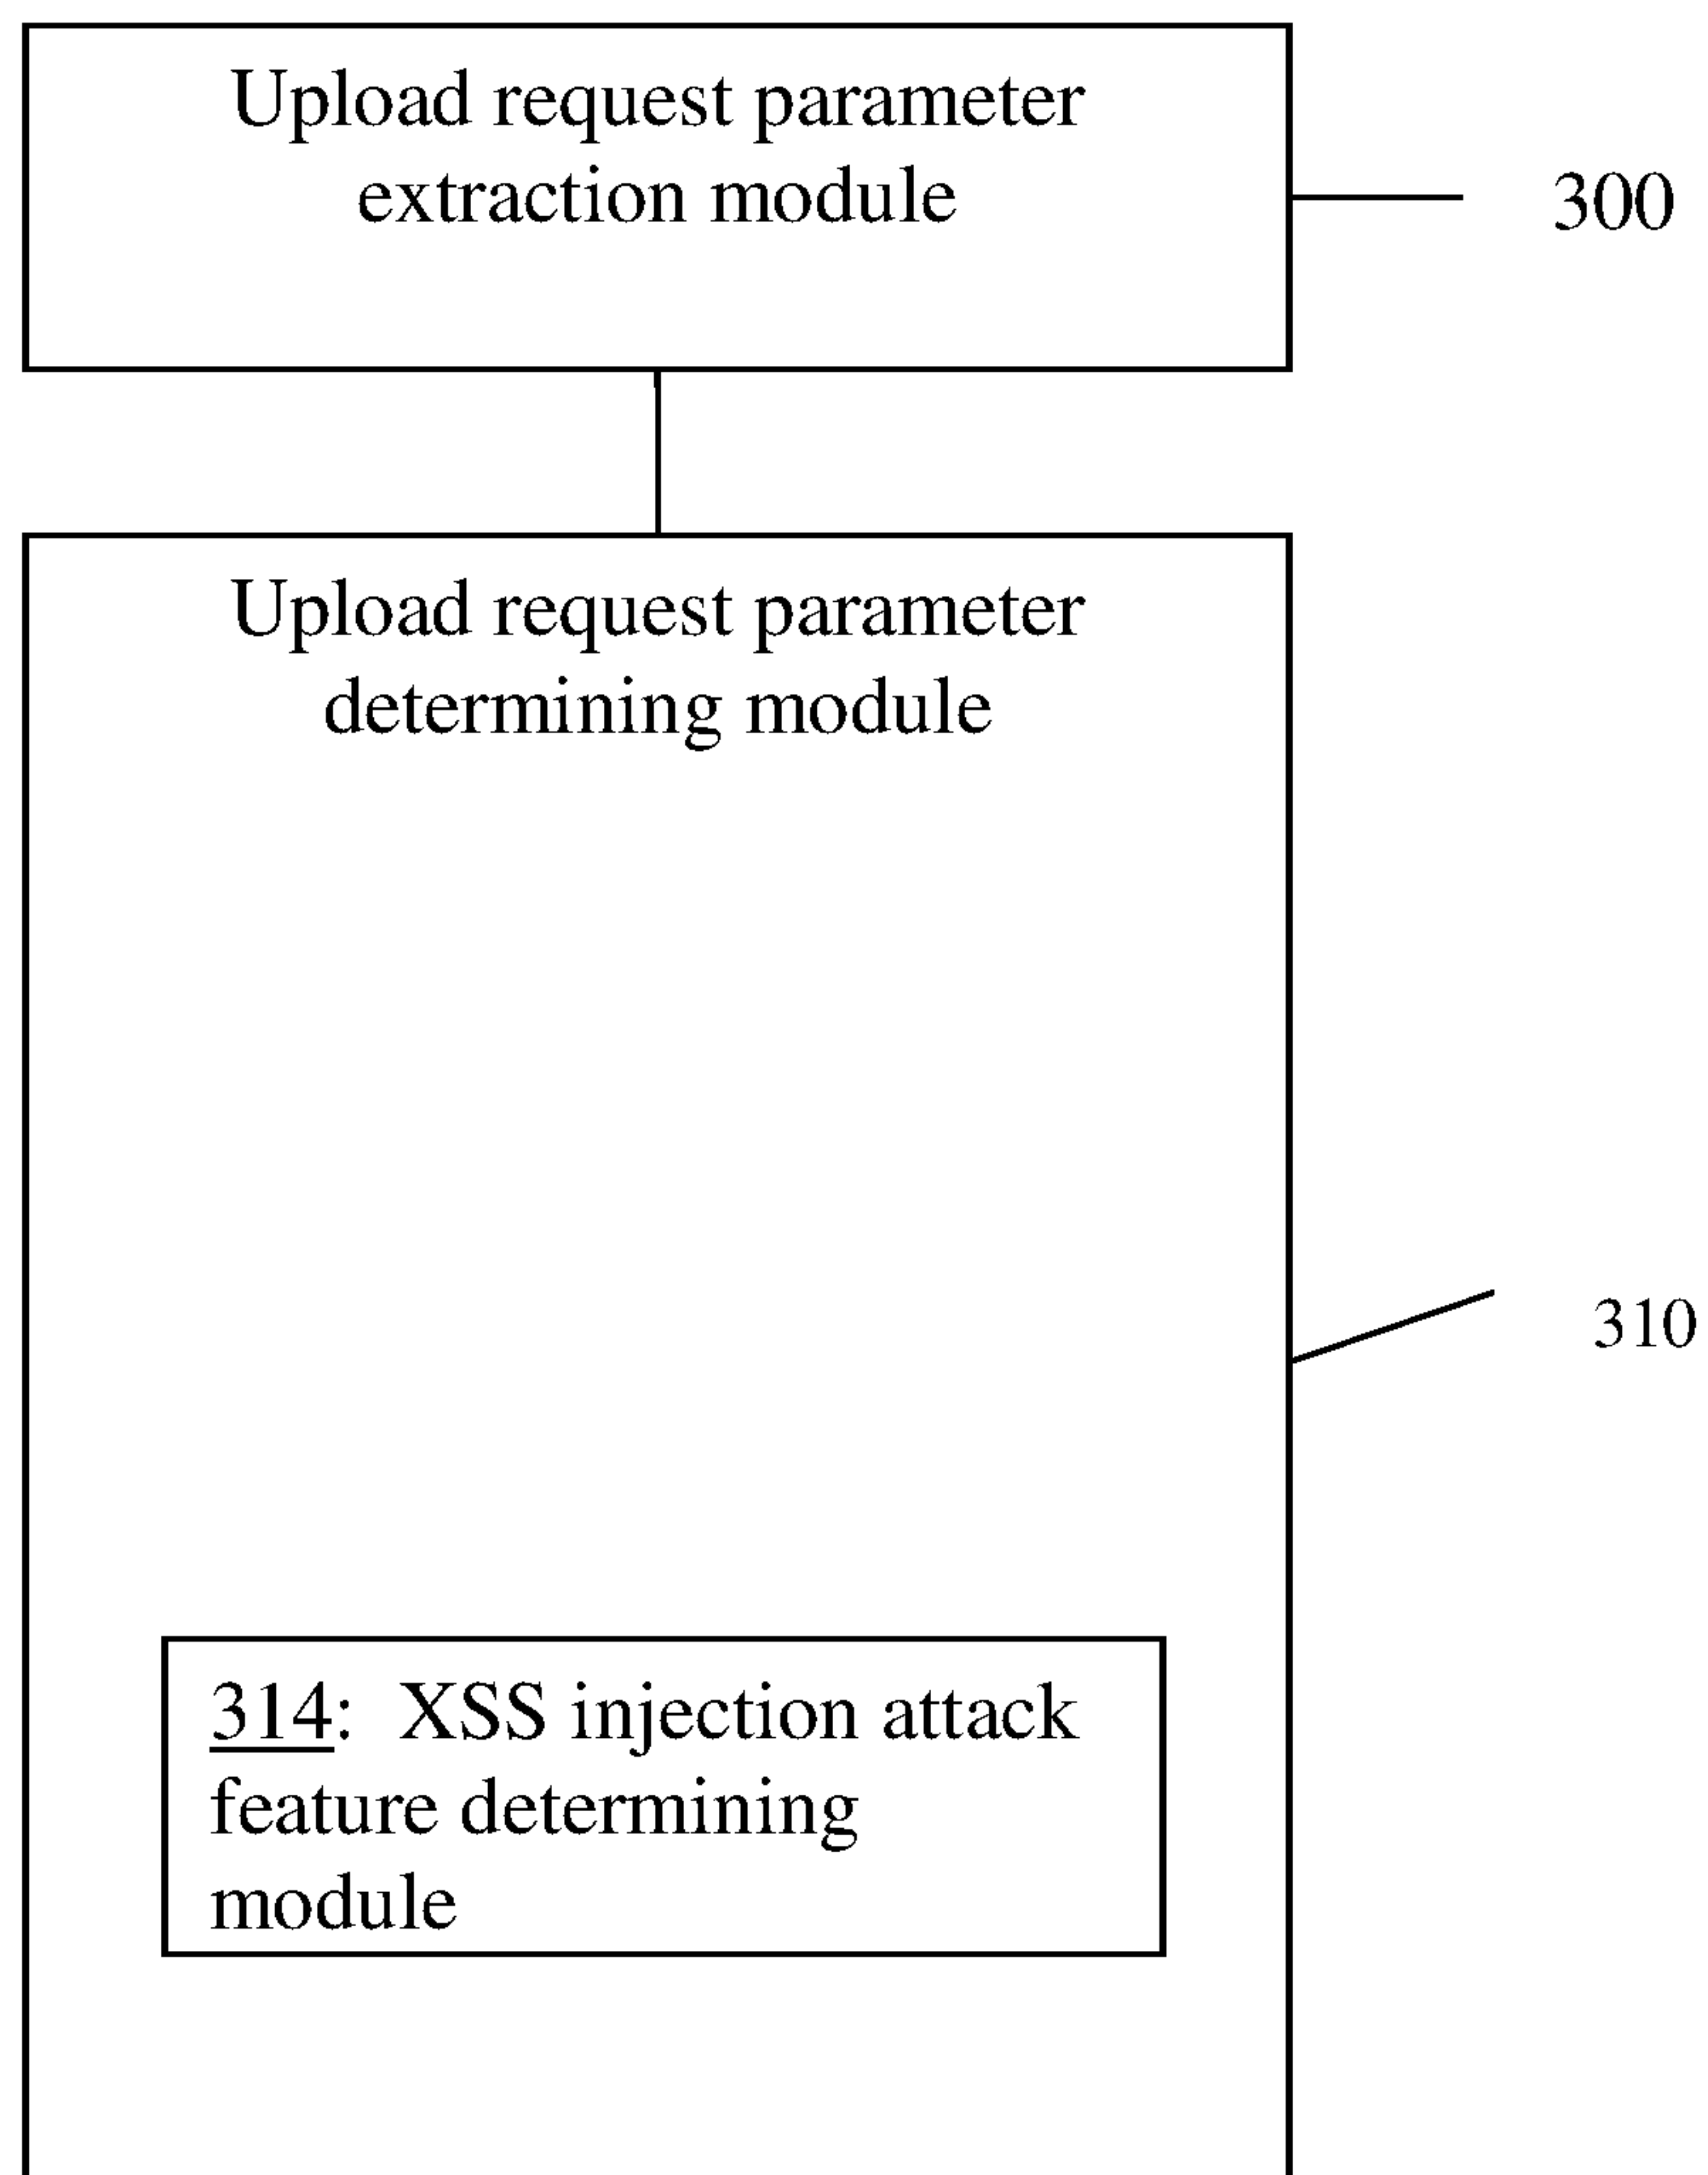 Upload request parameter
extraction module
300
Upload request parameter
determining module
310
314: XSS injection attack
feature determining
module